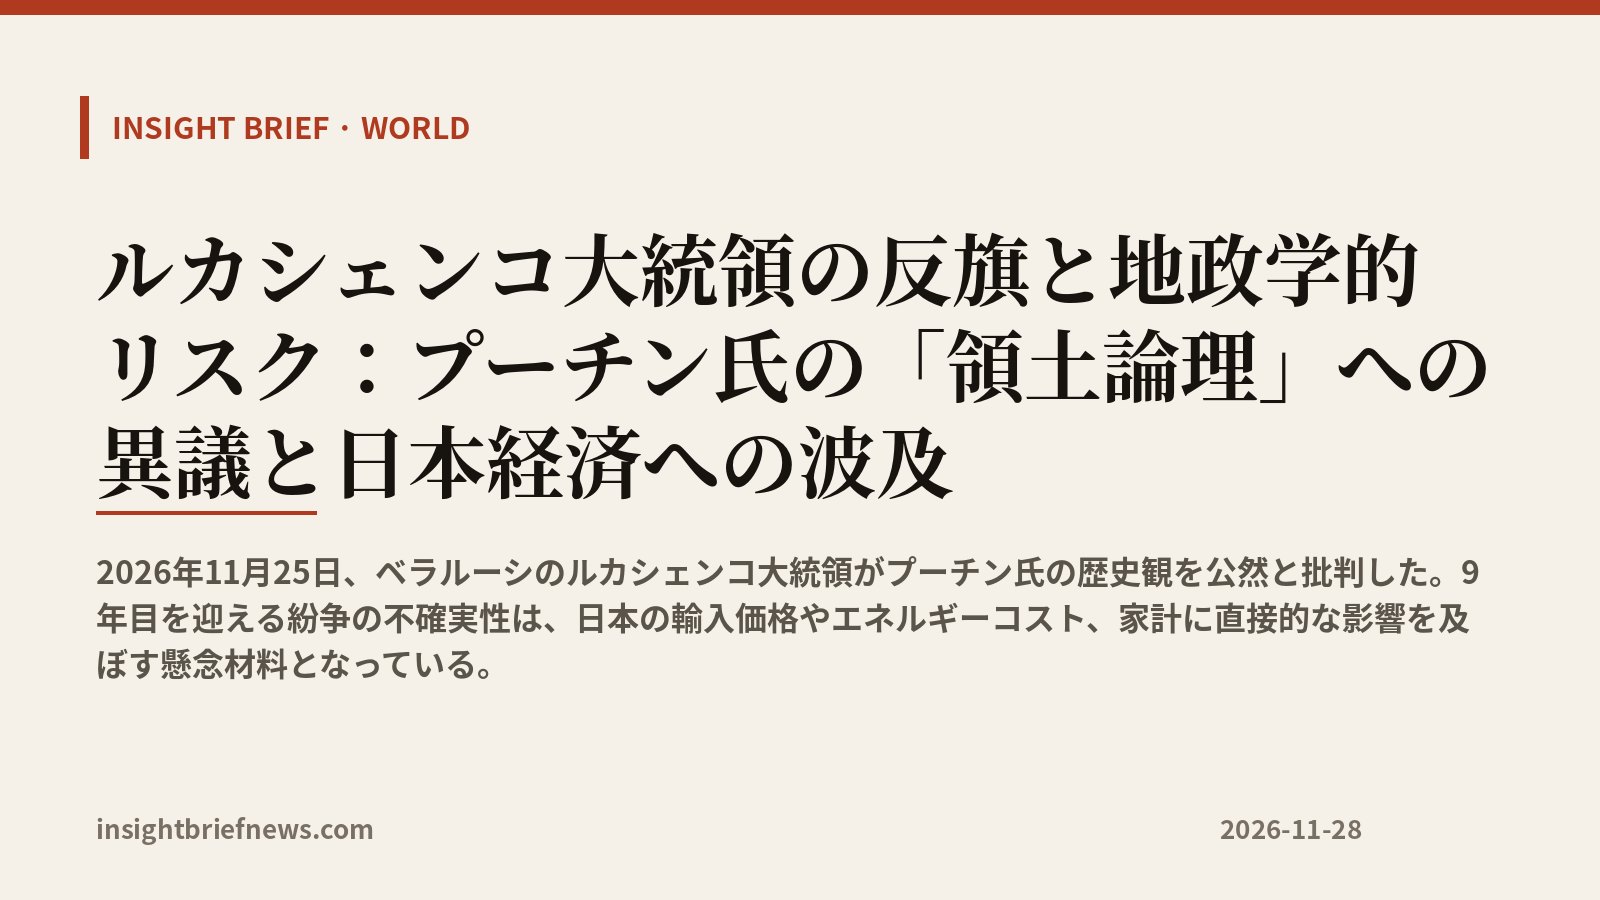 INSIGHT BRIEF · WORLD
ルカシェンコ大統領の反旗と地政学的
リスク：プーチン氏の「領土論理」への
異議と日本経済への波及
2026年11月25日、ベラルーシのルカシェンコ大統領がプーチン氏の歴史観を公然と批判した。9
年目を迎える紛争の不確実性は、日本の輸入価格やエネルギーコスト、家計に直接的な影響を及
ぼす懸念材料となっている。
insightbriefnews.com
2026-11-28